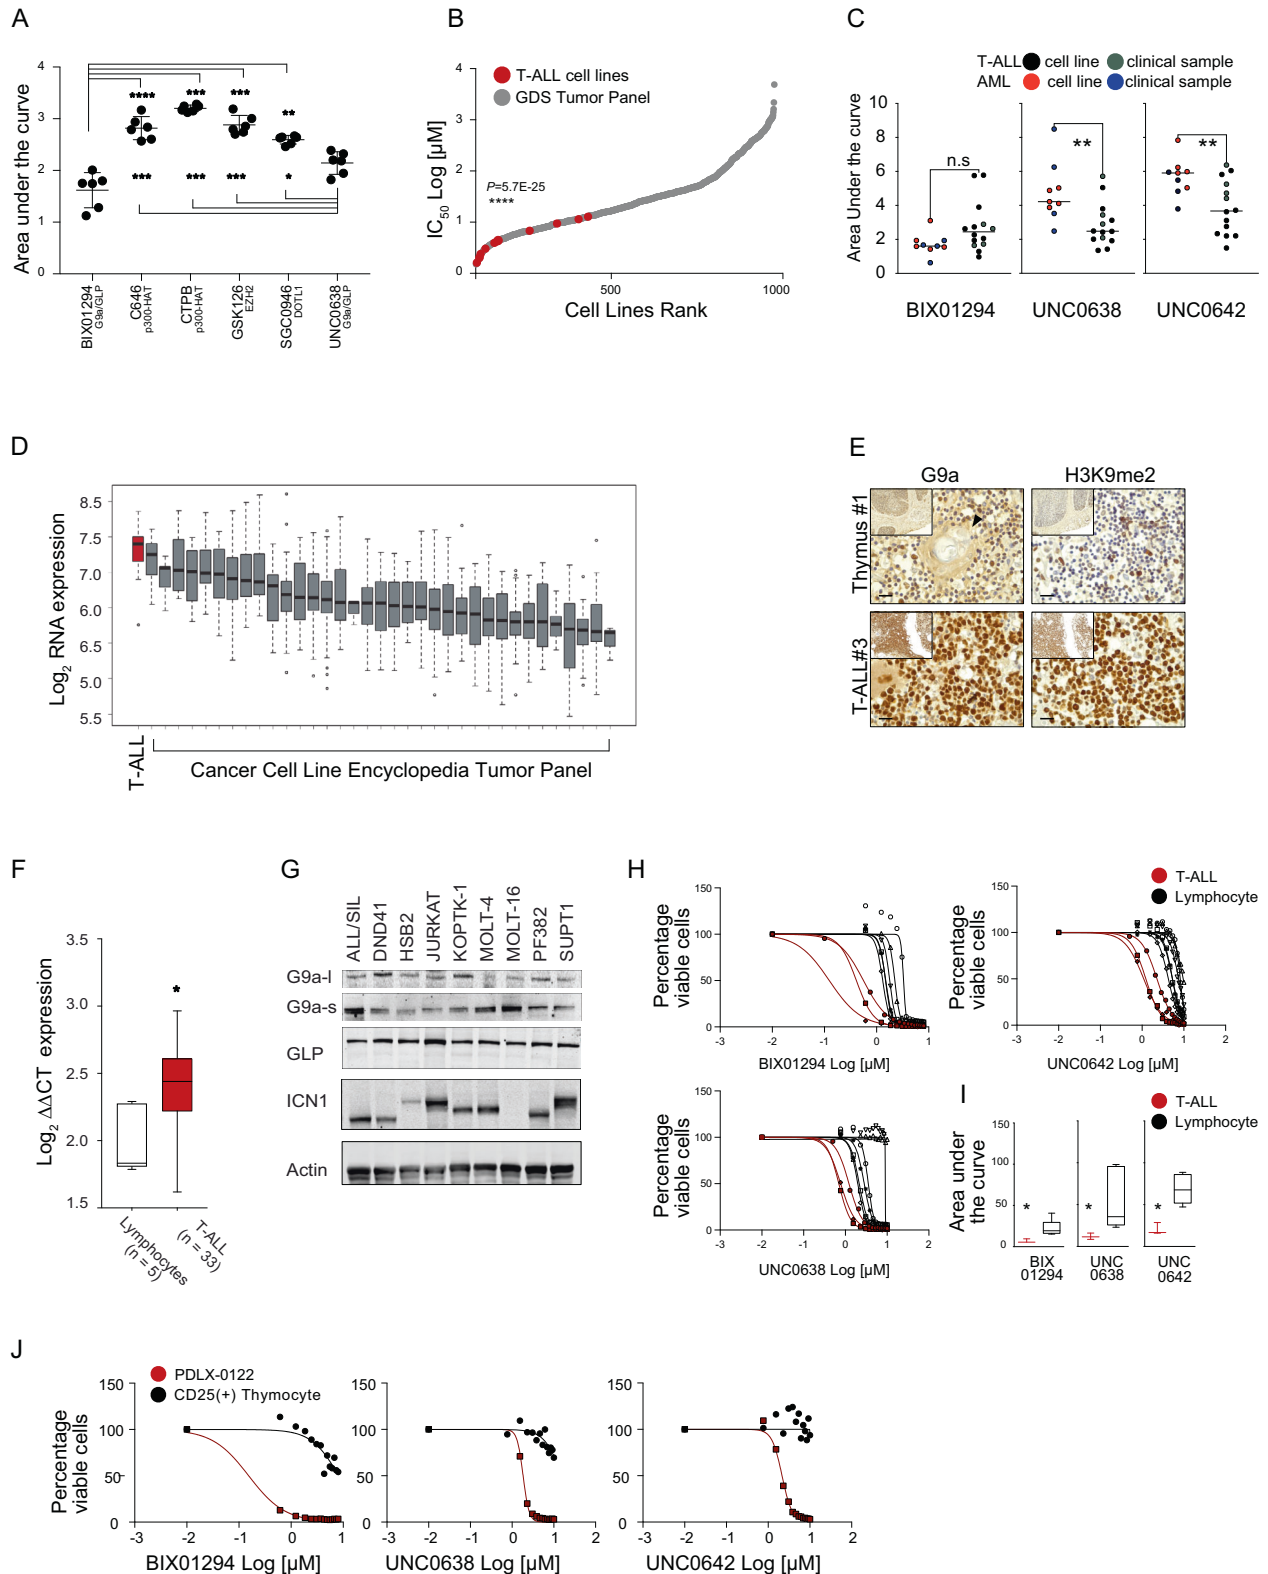 A
Area under the curve
4
3
2
1
0
**** *** *** **
*** *** *** *
BIX01294 G9a/GLP
C646 p300-HAT
CTPB p300-HAT
GSK126 EZH2
SGC0946 DOTL1
UNC0638 G9a/GLP
B
T-ALL cell lines
GDS Tumor Panel
IC50 Log [µM]
4
3
2
1
0
P=5.7E-25
****
500
1000
Cell Lines Rank
C
T-ALL cell line clinical sample
AML cell line clinical sample
Area Under the curve
10
8
6
4
2
0
n.s
**
**
BIX01294
UNC0638
UNC0642
D
Log2 RNA expression
8.5
7.5
7.0
6.0
6.5
5.0
5.5
T-ALL
Cancer Cell Line Encyclopedia Tumor Panel
E
G9a
H3K9me2
Thymus #1
T-ALL#3
F
Log2 ΔΔCT expression
3.5
3.0
2.5
2.0
1.5
*
Lymphocytes
(n = 5)
T-ALL
(n = 33)
G
ALL/SIL
DND41
HSB2
JURKAT
KOPTK-1
MOLT-4
MOLT-16
PF382
SUPT1
G9a-l
G9a-s
GLP
ICN1
Actin
H
T-ALL
Lymphocyte
Percentage
viable cells
150
100
50
0
-3 -2 -1 0 1
BIX01294 Log [µM]
Percentage
viable cells
150
100
50
0
-3 -2 -1 0 1 2
UNC0642 Log [µM]
Percentage
viable cells
150
100
50
0
-3 -2 -1 0 1 2
UNC0638 Log [µM]
I
T-ALL
Lymphocyte
Area under
the curve
150
100
50
0
* * *
BIX
01294
UNC
0638
UNC
0642
J
PDLX-0122
CD25(+) Thymocyte
Percentage
viable cells
150
100
50
0
-3 -2 -1 0 1
BIX01294 Log [µM]
150
100
50
0
-3 -2 -1 0 1 2
UNC0638 Log [µM]
150
100
50
0
-3 -2 -1 0 1 2
UNC0642 Log [µM]